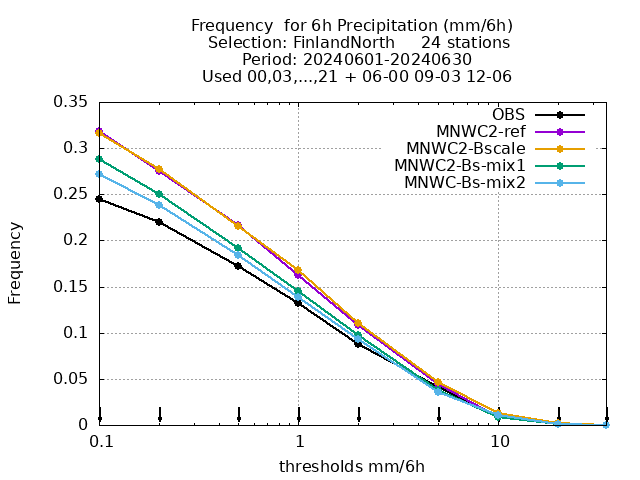 Frequency  for 6h Precipitation (mm/6h)
Selection: FinlandNorth     24 stations
Period: 20240601-20240630
Used 00,03,...,21 + 06-00 09-03 12-06
OBS
MNWC2-ref
MNWC2-Bscale
MNWC2-Bs-mix1
MNWC-Bs-mix2
0.35
0.3
0.25
0.2
0.15
0.1
0.05
0
Frequency
0.1
1
10
thresholds mm/6h